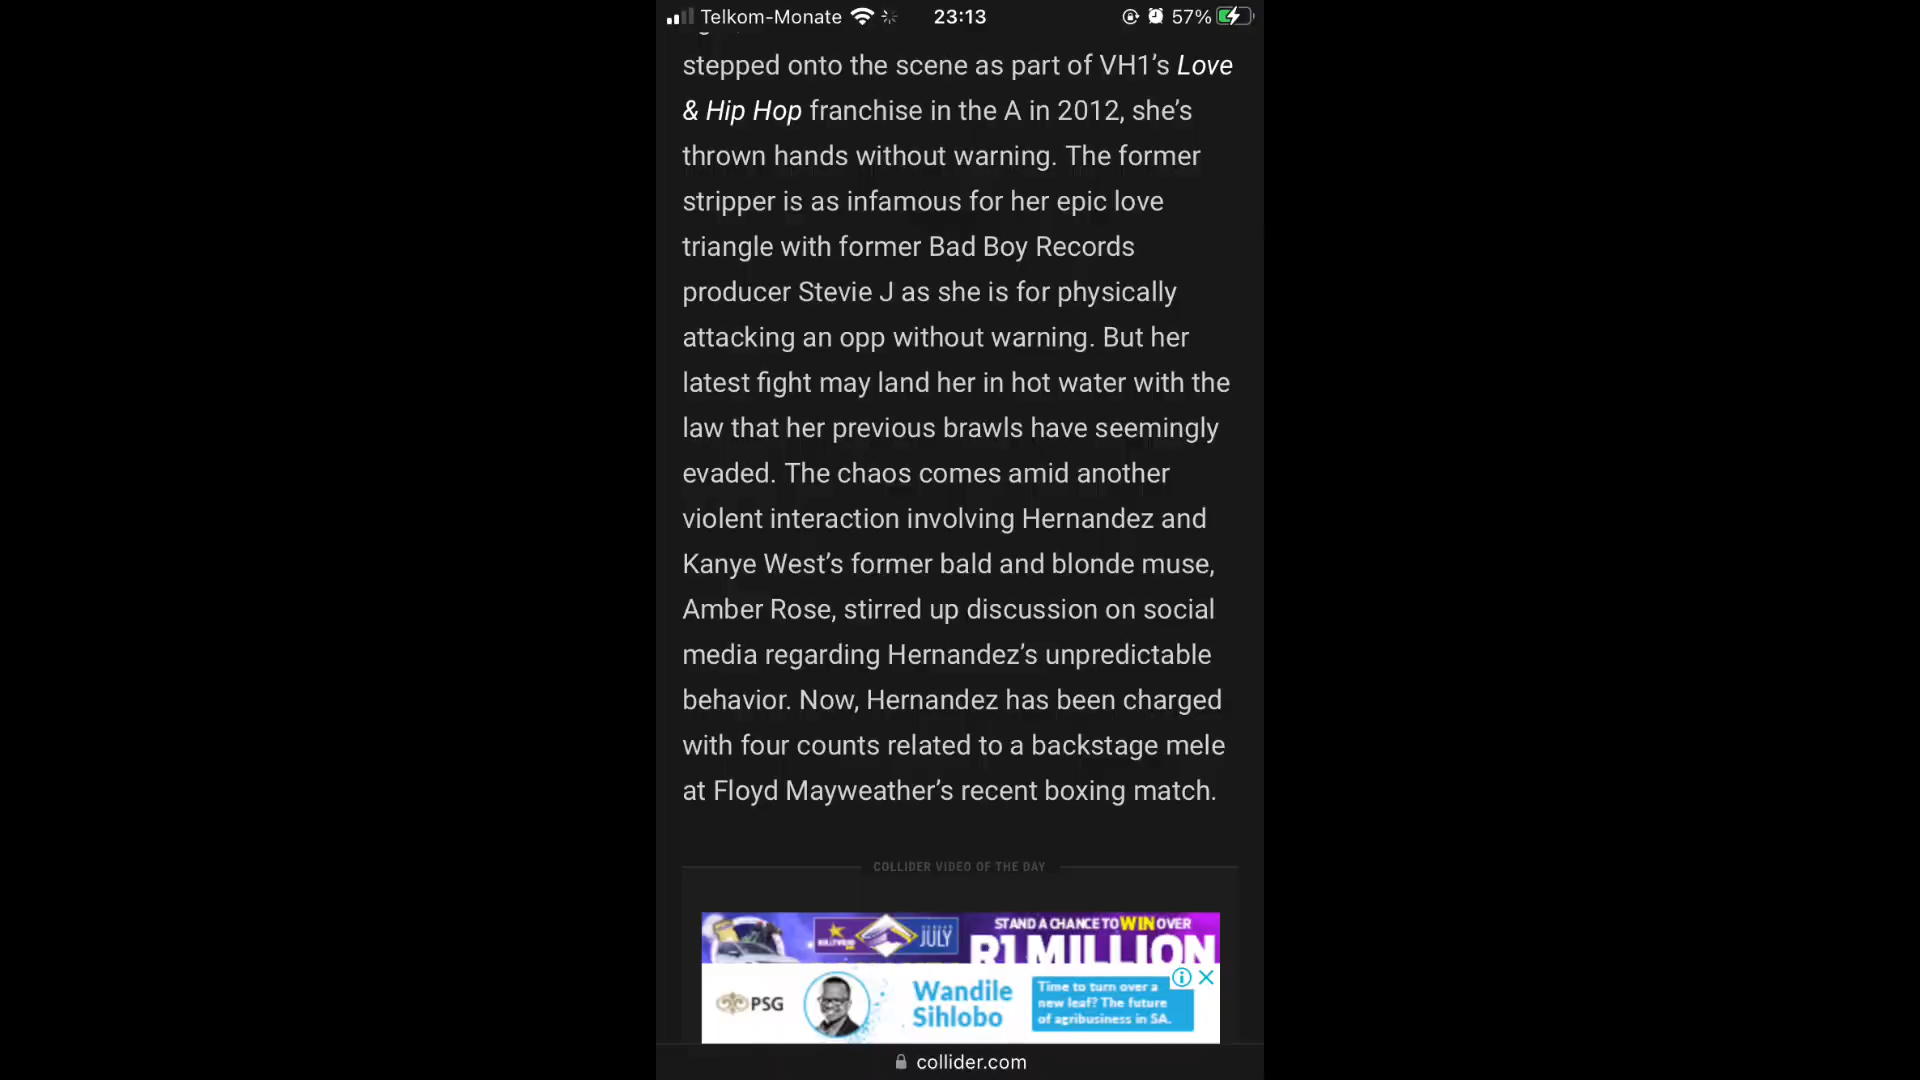 Telkom-Monate 23:13 57%
stepped onto the scene as part of VH1’s Love
& Hip Hop franchise in the A in 2012, she’s
thrown hands without warning. The former
stripper is as infamous for her epic love
triangle with former Bad Boy Records
producer Stevie J as she is for physically
attacking an opp without warning. But her
latest fight may land her in hot water with the
law that her previous brawls have seemingly
evaded. The chaos comes amid another
violent interaction involving Hernandez and
Kanye West’s former bald and blonde muse,
Amber Rose, stirred up discussion on social
media regarding Hernandez’s unpredictable
behavior. Now, Hernandez has been charged
with four counts related to a backstage mele
at Floyd Mayweather’s recent boxing match.
COLLIDER VIDEO OF THE DAY
JULY
STAND A CHANCE TO WIN OVER
R1 MILLION
PSG
Wandile
Sihlobo
Time to turn over a
new leaf? The future
of agribusiness in SA.
collider.com